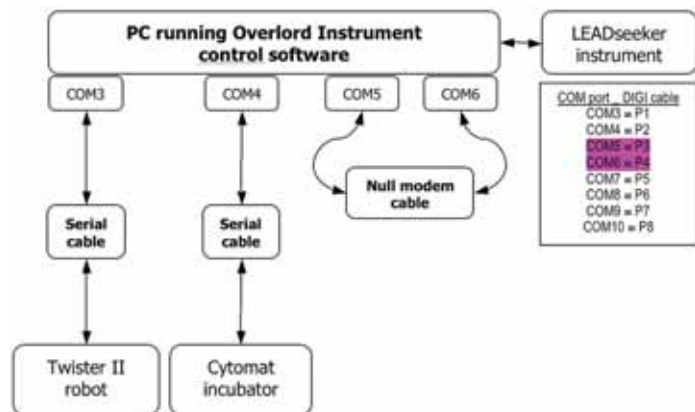 PC running Overlord Instrument
control software
LEADseeker
instrument
COM3
COM4
COM5
COM6
COM port _ DIGI cable
COM3 = P1
COM4 = P2
COM5 = P3
COM6 = P4
COM7 = P5
COM8 = P6
COM9 = P7
COM10 = P8
Null modem
cable
Serial
cable
Serial
cable
Twister II
robot
Cytomat
incubator